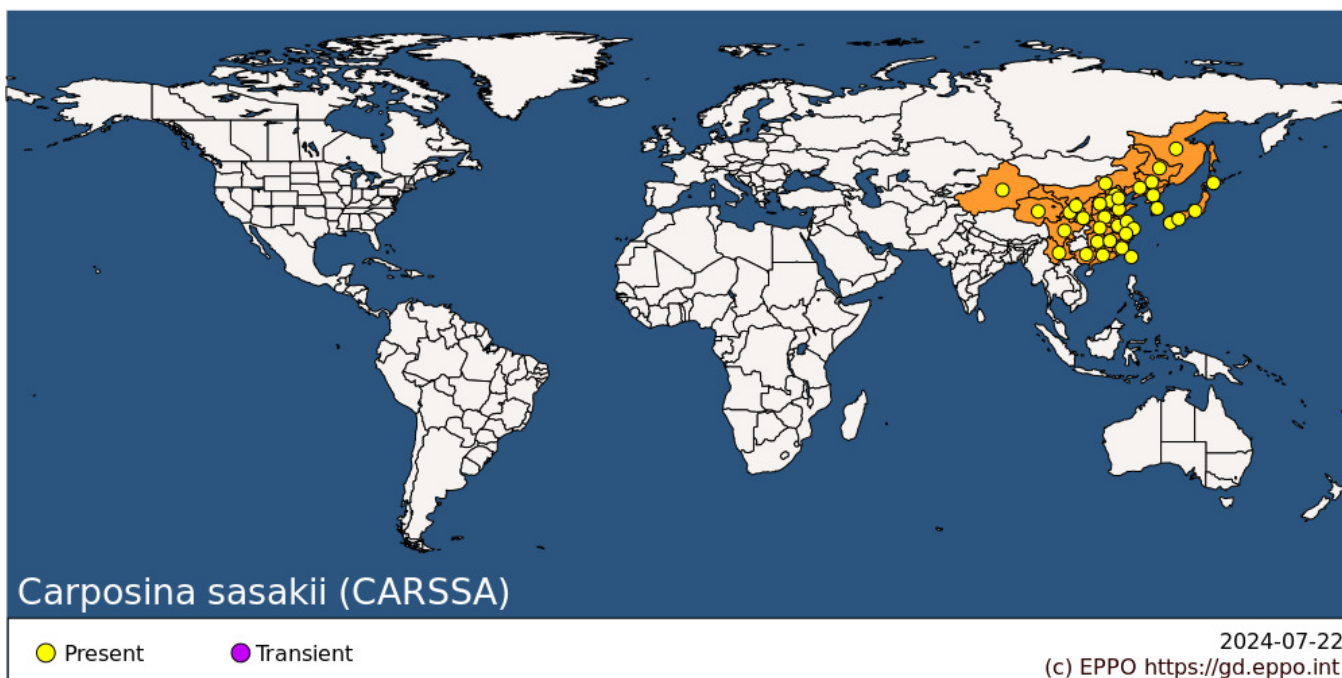 Carposina sasakii (CARSSA)
Present
Transient
2024-07-22
(c) EPPO https://gd.eppo.int